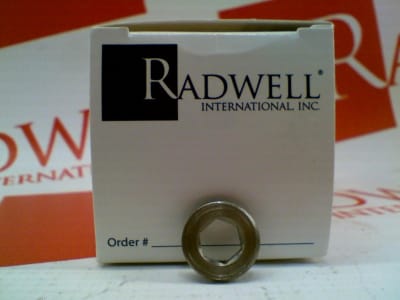 RADWELL®
INTERNATIONAL, INC.
Order #